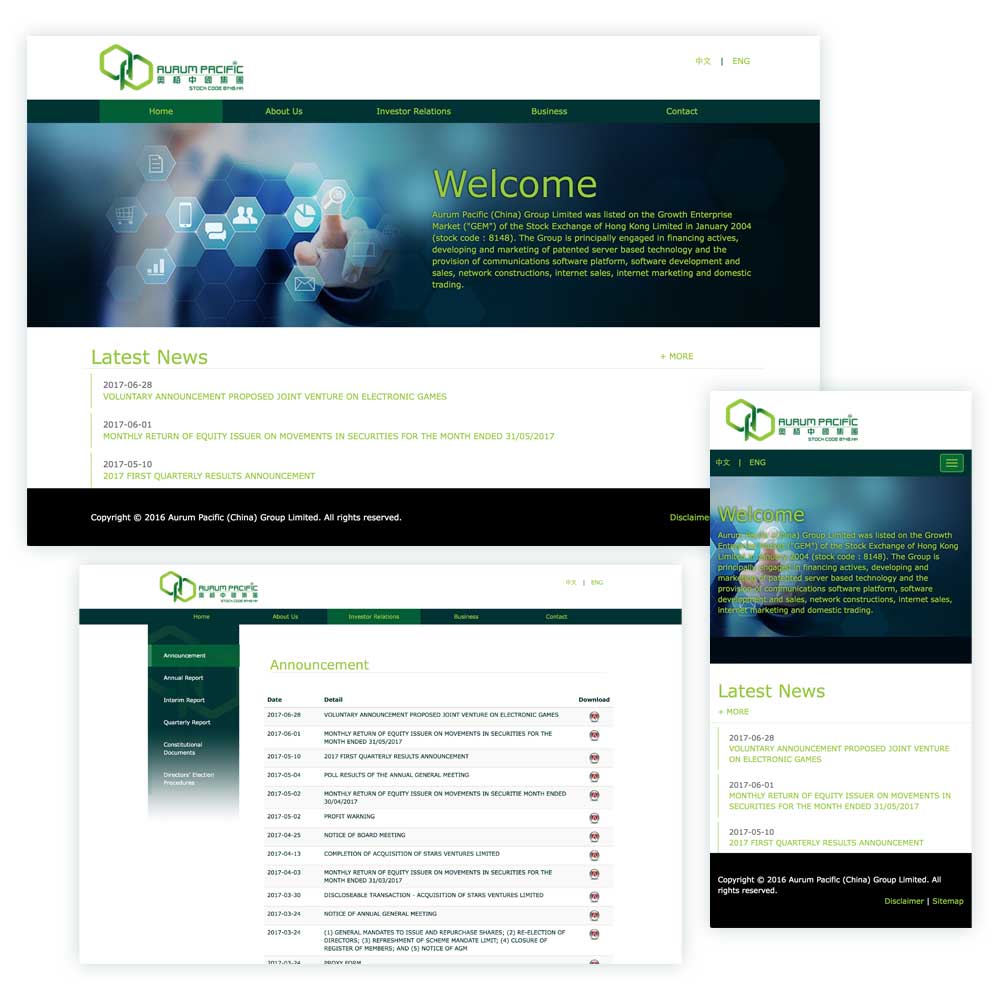 AURUM PACIFIC
奧栢中國集團
STOCK CODE 8148.HK
中文 | ENG
Home About Us Investor Relations Business Contact
Welcome
Aurum Pacific (China) Group Limited was listed on the Growth Enterprise
Market ("GEM") of the Stock Exchange of Hong Kong Limited in January 2004
(stock code : 8148). The Group is principally engaged in financing actives,
developing and marketing of patented server based technology and the
provision of communications software platform, software development and
sales, network constructions, internet sales, internet marketing and domestic
trading.
Latest News
+ MORE
2017-06-28
VOLUNTARY ANNOUNCEMENT PROPOSED JOINT VENTURE ON ELECTRONIC GAMES
2017-06-01
MONTHLY RETURN OF EQUITY ISSUER ON MOVEMENTS IN SECURITIES FOR THE MONTH ENDED 31/05/2017
2017-05-10
2017 FIRST QUARTERLY RESULTS ANNOUNCEMENT
Copyright © 2016 Aurum Pacific (China) Group Limited. All rights reserved.
Disclaimer
AURUM PACIFIC
奧栢中國集團
STOCK CODE 8148.HK
中文 | ENG
Welcome
Aurum Pacific (China) Group Limited was listed on the Growth
Enterprise Market ("GEM") of the Stock Exchange of Hong Kong
Limited in January 2004 (stock code : 8148). The Group is
principally engaged in financing actives, developing and
marketing of patented server based technology and the
provision of communications software platform, software
development and sales, network constructions, internet sales,
internet marketing and domestic trading.
Latest News
+ MORE
2017-06-28
VOLUNTARY ANNOUNCEMENT PROPOSED JOINT VENTURE
ON ELECTRONIC GAMES
2017-06-01
MONTHLY RETURN OF EQUITY ISSUER ON MOVEMENTS IN
SECURITIES FOR THE MONTH ENDED 31/05/2017
2017-05-10
2017 FIRST QUARTERLY RESULTS ANNOUNCEMENT
Copyright © 2016 Aurum Pacific (China) Group Limited. All
rights reserved.
Disclaimer | Sitemap
AURUM PACIFIC
奧栢中國集團
STOCK CODE 8148.HK
中文 | ENG
Home About Us Investor Relations Business Contact
Announcement
Annual Report
Interim Report
Quarterly Report
Constitutional
Documents
Directors' Election
Procedures
Announcement
Date Detail Download
2017-06-28 VOLUNTARY ANNOUNCEMENT PROPOSED JOINT VENTURE ON ELECTRONIC GAMES
2017-06-01 MONTHLY RETURN OF EQUITY ISSUER ON MOVEMENTS IN SECURITIES FOR THE
MONTH ENDED 31/05/2017
2017-05-10 2017 FIRST QUARTERLY RESULTS ANNOUNCEMENT
2017-05-04 POLL RESULTS OF THE ANNUAL GENERAL MEETING
2017-05-02 MONTHLY RETURN OF EQUITY ISSUER ON MOVEMENTS IN SECURITIE MONTH ENDED
30/04/2017
2017-05-02 PROFIT WARNING
2017-04-25 NOTICE OF BOARD MEETING
2017-04-13 COMPLETION OF ACQUISITION OF STARS VENTURES LIMITED
2017-04-03 MONTHLY RETURN OF EQUITY ISSUER ON MOVEMENTS IN SECURITIES FOR THE
MONTH ENDED 31/03/2017
2017-03-30 DISCLOSEABLE TRANSACTION - ACQUISITION OF STARS VENTURES LIMITED
2017-03-24 NOTICE OF ANNUAL GENERAL MEETING
2017-03-24 (1) GENERAL MANDATES TO ISSUE AND REPURCHASE SHARES; (2) RE-ELECTION OF
DIRECTORS; (3) REFRESHMENT OF SCHEME MANDATE LIMIT; (4) CLOSURE OF
REGISTER OF MEMBERS; AND (5) NOTICE OF AGM
2017-03-24 PROXY FORM